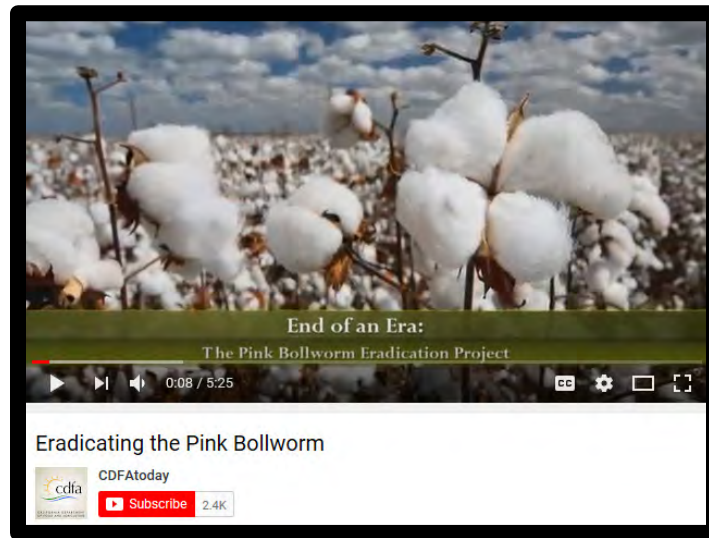 End of an Era:
The Pink Bollworm Eradication Project
0:08 / 5:25
CC
Eradicating the Pink Bollworm
cdfa
CDFAtoday
Subscribe 2.4K